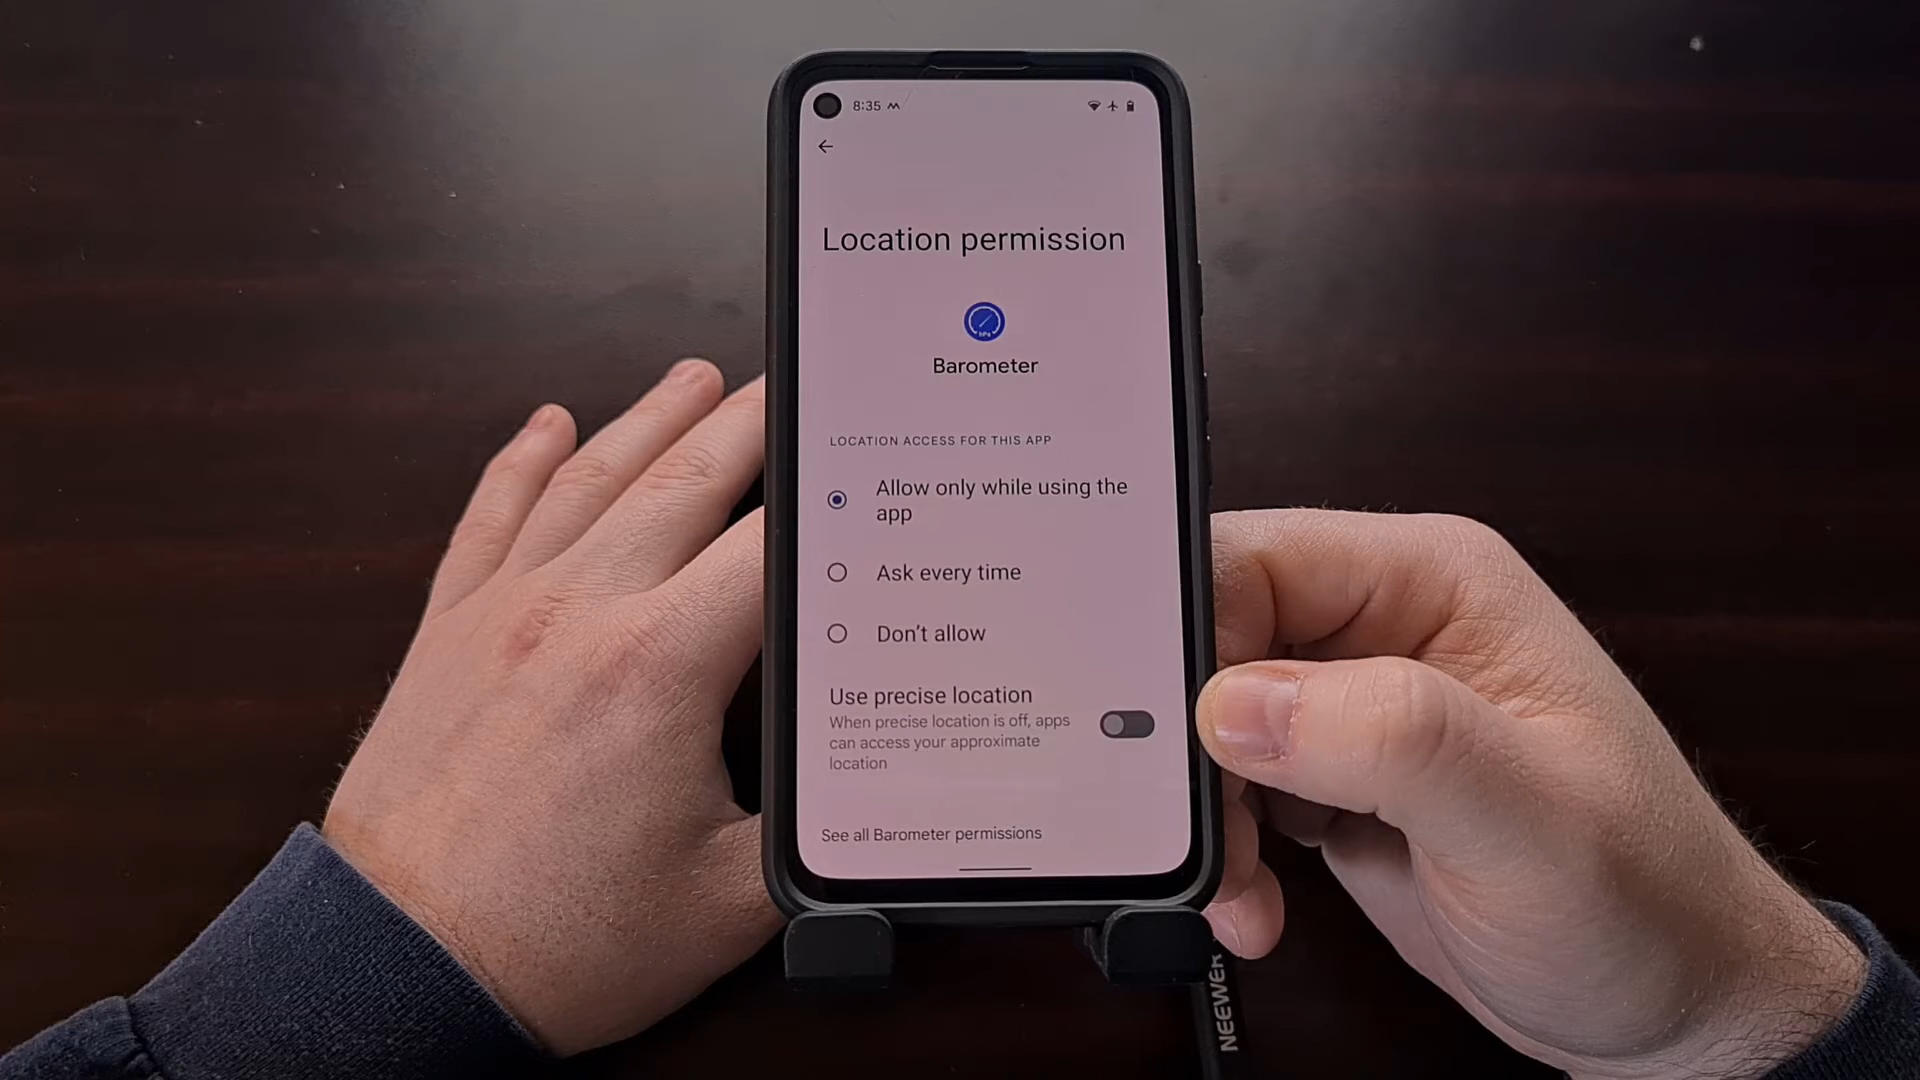 8:35
Location permission
hPa
Barometer
LOCATION ACCESS FOR THIS APP
Allow only while using the
app
Ask every time
Don’t allow
Use precise location
When precise location is off, apps
can access your approximate
location
See all Barometer permissions
NEEWER